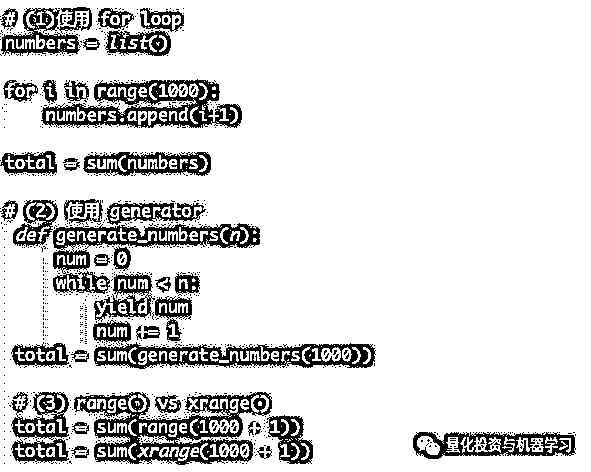 # (1)使用 for loop
numbers = list()
for i in range(1000):
    numbers.append(i+1)
total = sum(numbers)
# (2) 使用 generator
 def generate_numbers(n):
     num = 0
     while num < n:
         yield num
         num += 1
 total = sum(generate_numbers(1000))
 # (3) range() vs xrange()
 total = sum(range(1000 + 1))
 total = sum(xrange(1000 + 1))
量化投资与机器学习